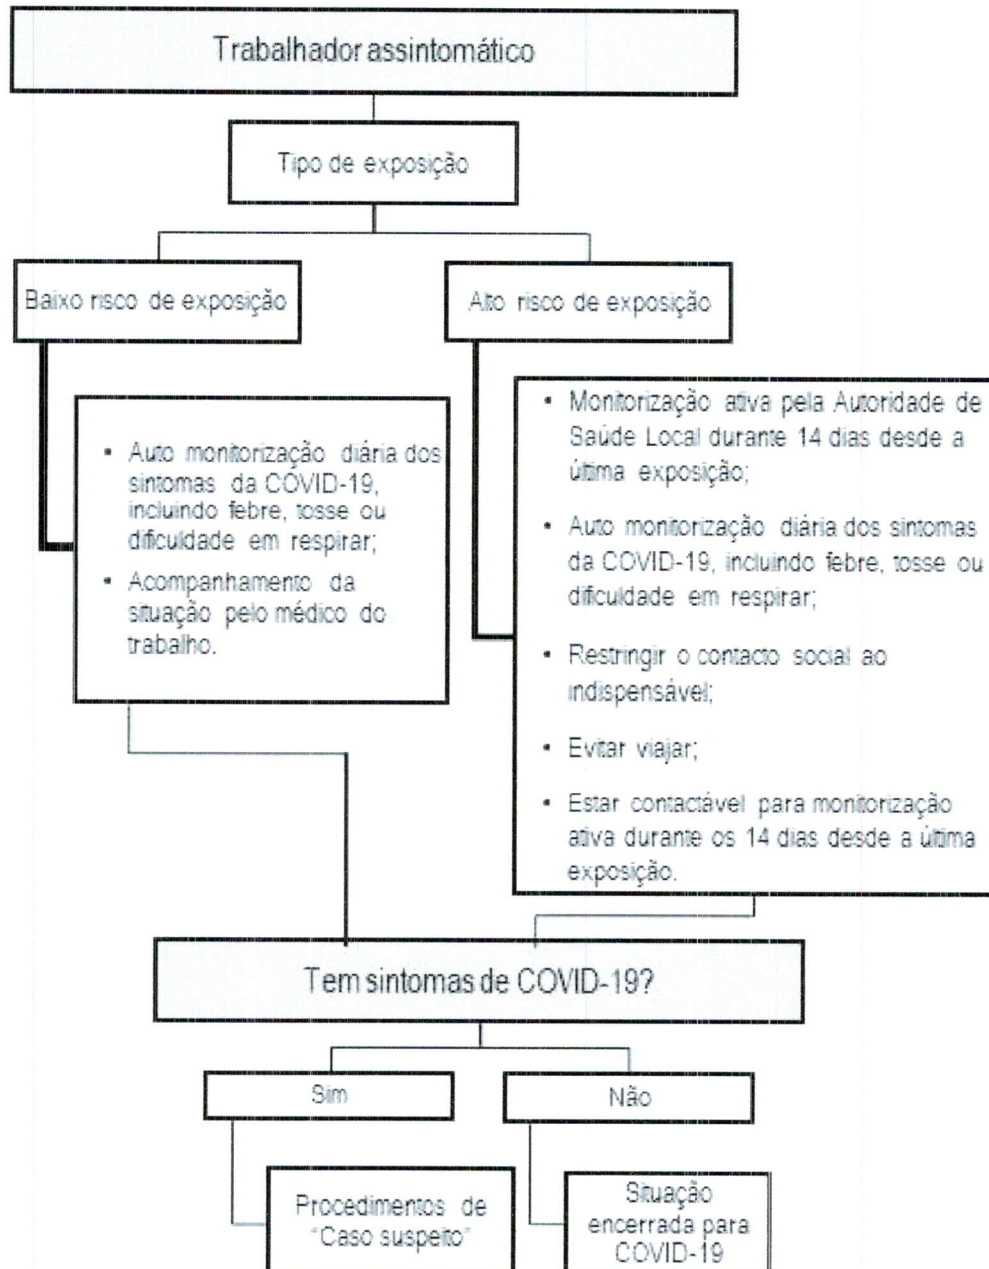 Trabalhador assintomático
Tipo de exposição
Baixo risco de exposição
Alto risco de exposição
• Auto monitorização diária dos
sintomas da COVID-19,
incluindo febre, tosse ou
dificuldade em respirar;
• Acompanhamento da
situação pelo médico do
trabalho.
• Monitorização ativa pela Autoridade de
Saúde Local durante 14 dias desde a
última exposição;
• Auto monitorização diária dos sintomas
da COVID-19, incluindo febre, tosse ou
dificuldade em respirar;
• Restringir o contacto social ao
indispensável;
• Evitar viajar;
• Estar contactável para monitorização
ativa durante os 14 dias desde a última
exposição.
Tem sintomas de COVID-19?
Sim
Não
Procedimentos de
"Caso suspeito"
Situação
encerrada para
COVID-19